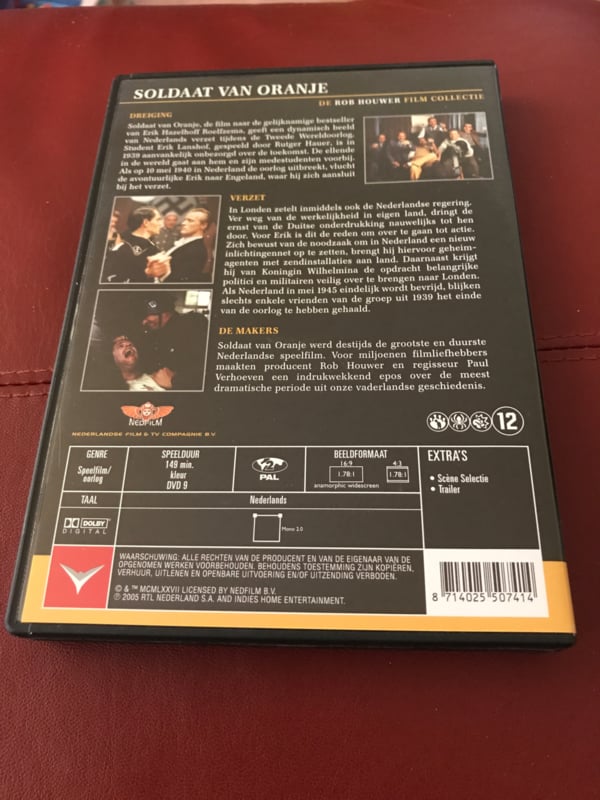 SOLDAAT VAN ORANJE
DE ROB HOUWER FILM COLLECTIE
DREIGING
Soldaat van Oranje, de film naar de gelijknamige bestseller
van Erik Hazelhoff Roelfzema, geeft een dynamisch beeld
van Nederlands verzet tijdens de Tweede Wereldoorlog.
Student Erik Lanshof, gespeeld door Rutger Hauer, is in
1939 aanvankelijk onbezorgd over de toekomst. De ellende
in de wereld gaat aan hem en zijn medestudenten voorbij.
Als op 10 mei 1940 in Nederland de oorlog uitbreekt, vlucht
de avontuurlijke Erik naar Engeland, waar hij zich aansluit
bij het verzet.
VERZET
In Londen zetelt inmiddels ook de Nederlandse regering.
Ver weg van de werkelijkheid in eigen land, dringt de
ernst van de Duitse onderdrukking nauwelijks tot hen
door. Voor Erik is dit de reden om over te gaan tot actie.
Zich bewust van de noodzaak om in Nederland een nieuw
inlichtingennet op te zetten, brengt hij hiervoor geheim-
agenten met zendinstallaties aan land. Daarnaast krijgt
hij van Koningin Wilhelmina de opdracht belangrijke
politici en militairen veilig over te brengen naar Londen.
Als Nederland in mei 1945 eindelijk wordt bevrijd, blijken
slechts enkele vrienden van de groep uit 1939 het einde
van de oorlog te hebben gehaald.
DE MAKERS
Soldaat van Oranje werd destijds de grootste en duurste
Nederlandse speelfilm. Voor miljoenen filmliefhebbers
maakten producent Rob Houwer en regisseur Paul
Verhoeven een indrukwekkend epos over de meest
dramatische periode uit onze vaderlandse geschiedenis.
NEDFILM
NEDERLANDSE FILM & TV COMPAGNIE B.V.
12
GENRE
Speelfilm/
oorlog
SPEELDUUR
149 min.
kleur
DVD 9
PAL
BEELDFORMAAT
16:9
4:3
1.78:1
1.78:1
anamorphic widescreen
EXTRA'S
• Scène Selectie
• Trailer
TAAL
Nederlands
DOLBY
DIGITAL
Mono 2.0
WAARSCHUWING: ALLE RECHTEN VAN DE PRODUCENT EN VAN DE EIGENAAR VAN DE
OPGENOMEN WERKEN VOORBEHOUDEN. BEHOUDENS TOESTEMMING ZIJN KOPIËREN,
VERHUUR, UITLENEN EN OPENBARE UITVOERING EN/OF UITZENDING VERBODEN.
© & ™ MCMLXXVII LICENSED BY NEDFILM B.V.
℗ 2005 RTL NEDERLAND S.A. AND INDIES HOME ENTERTAINMENT.
8 714025 507414